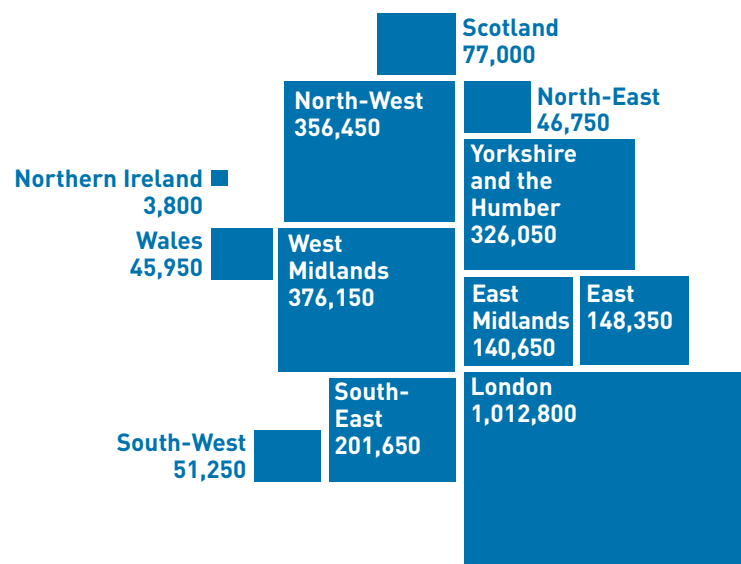 Scotland
77,000
North-West
356,450
North-East
46,750
Yorkshire
and the
Humber
326,050
Northern Ireland
3,800
Wales
45,950
West
Midlands
376,150
East
Midlands
140,650
East
148,350
South-
East
201,650
London
1,012,800
South-West
51,250